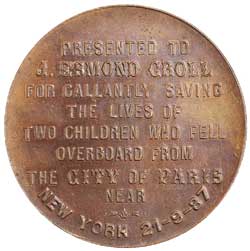 PRESENTED TO
J. ESMOND CROLL
FOR GALLANTLY SAVING
THE LIVES OF
TWO CHILDREN WHO FELL
OVERBOARD FROM
THE CITY OF PARIS
NEAR
NEW YORK 21-9-87